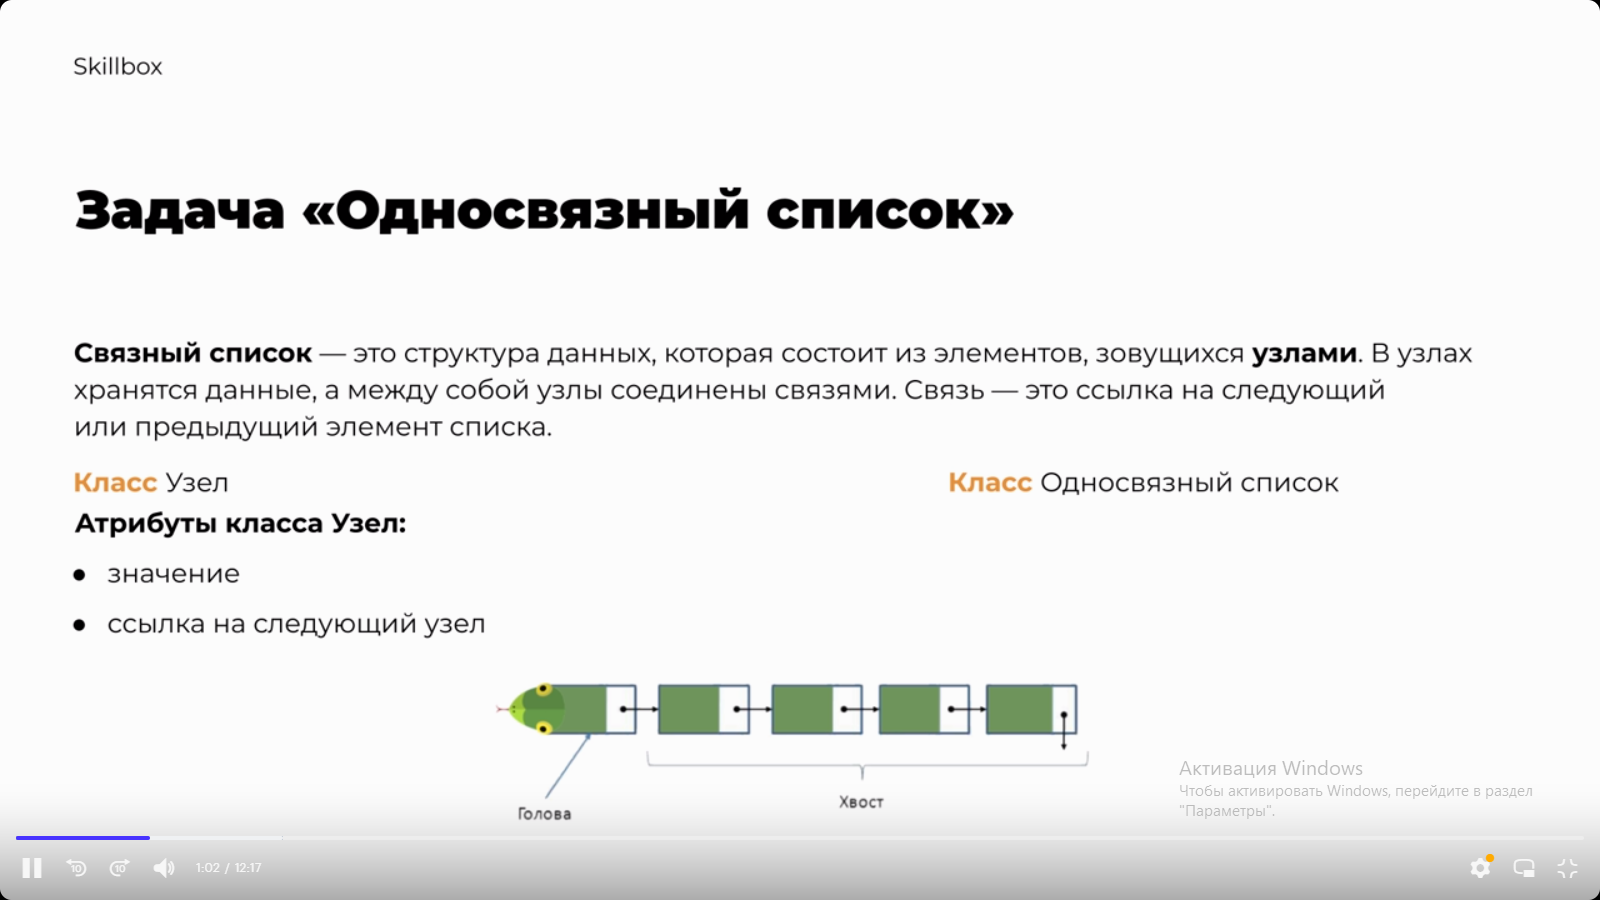 Skillbox
Задача «Односвязный список»
Связный список — это структура данных, которая состоит из элементов, зовущихся узлами. В узлах
хранятся данные, а между собой узлы соединены связями. Связь — это ссылка на следующий
или предыдущий элемент списка.
Класс Узел
Атрибуты класса Узел:
● значение
● ссылка на следующий узел
Класс Односвязный список
Голова
Хвост
Активация Windows
Чтобы активировать Windows, перейдите в раздел
"Параметры".
10
10
1:02 / 12:17